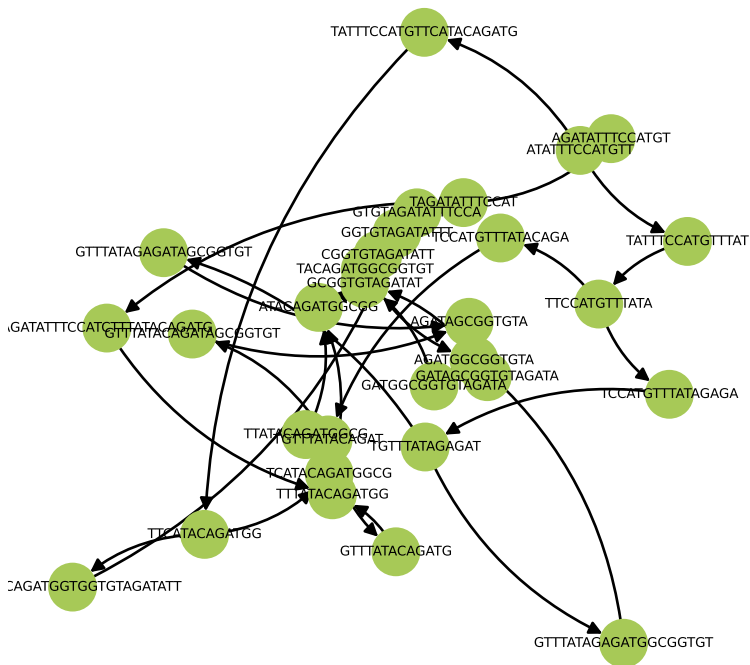 TATTTCCATGTTCATACAGATG
AGATATTTCCATGT
ATATTTCCATGTT
TAGATATTTCCAT
GTGTAGATATTTCCA
GGTGTAGATATTT
TCCATGTTTATACAGA
TATTTCCATGTTTAT
GTTTATAGAGATAGCGGTGT
CGGTGTAGATATT
TACAGATGGCGGTGT
GCGGTGTAGATAT
ATACAGATGGCGG
TTCCATGTTTATA
AGATAGCGGTGTA
GTTTATACAGATAGCGGTGT
AGATGGCGGTGTA
GATAGCGGTGTAGATA
GATGGCGGTGTAGATA
TCCATGTTTATAGAGA
TTATACAGATGGCG
TGTTTATACAGAT
TGTTTATAGAGAT
TCATACAGATGGCG
TTTATACAGATGG
TTCATACAGATGG
GTTTATACAGATG
CAGATGGTGGTGTAGATATT
GTTTATAGAGATGGCGGTGT